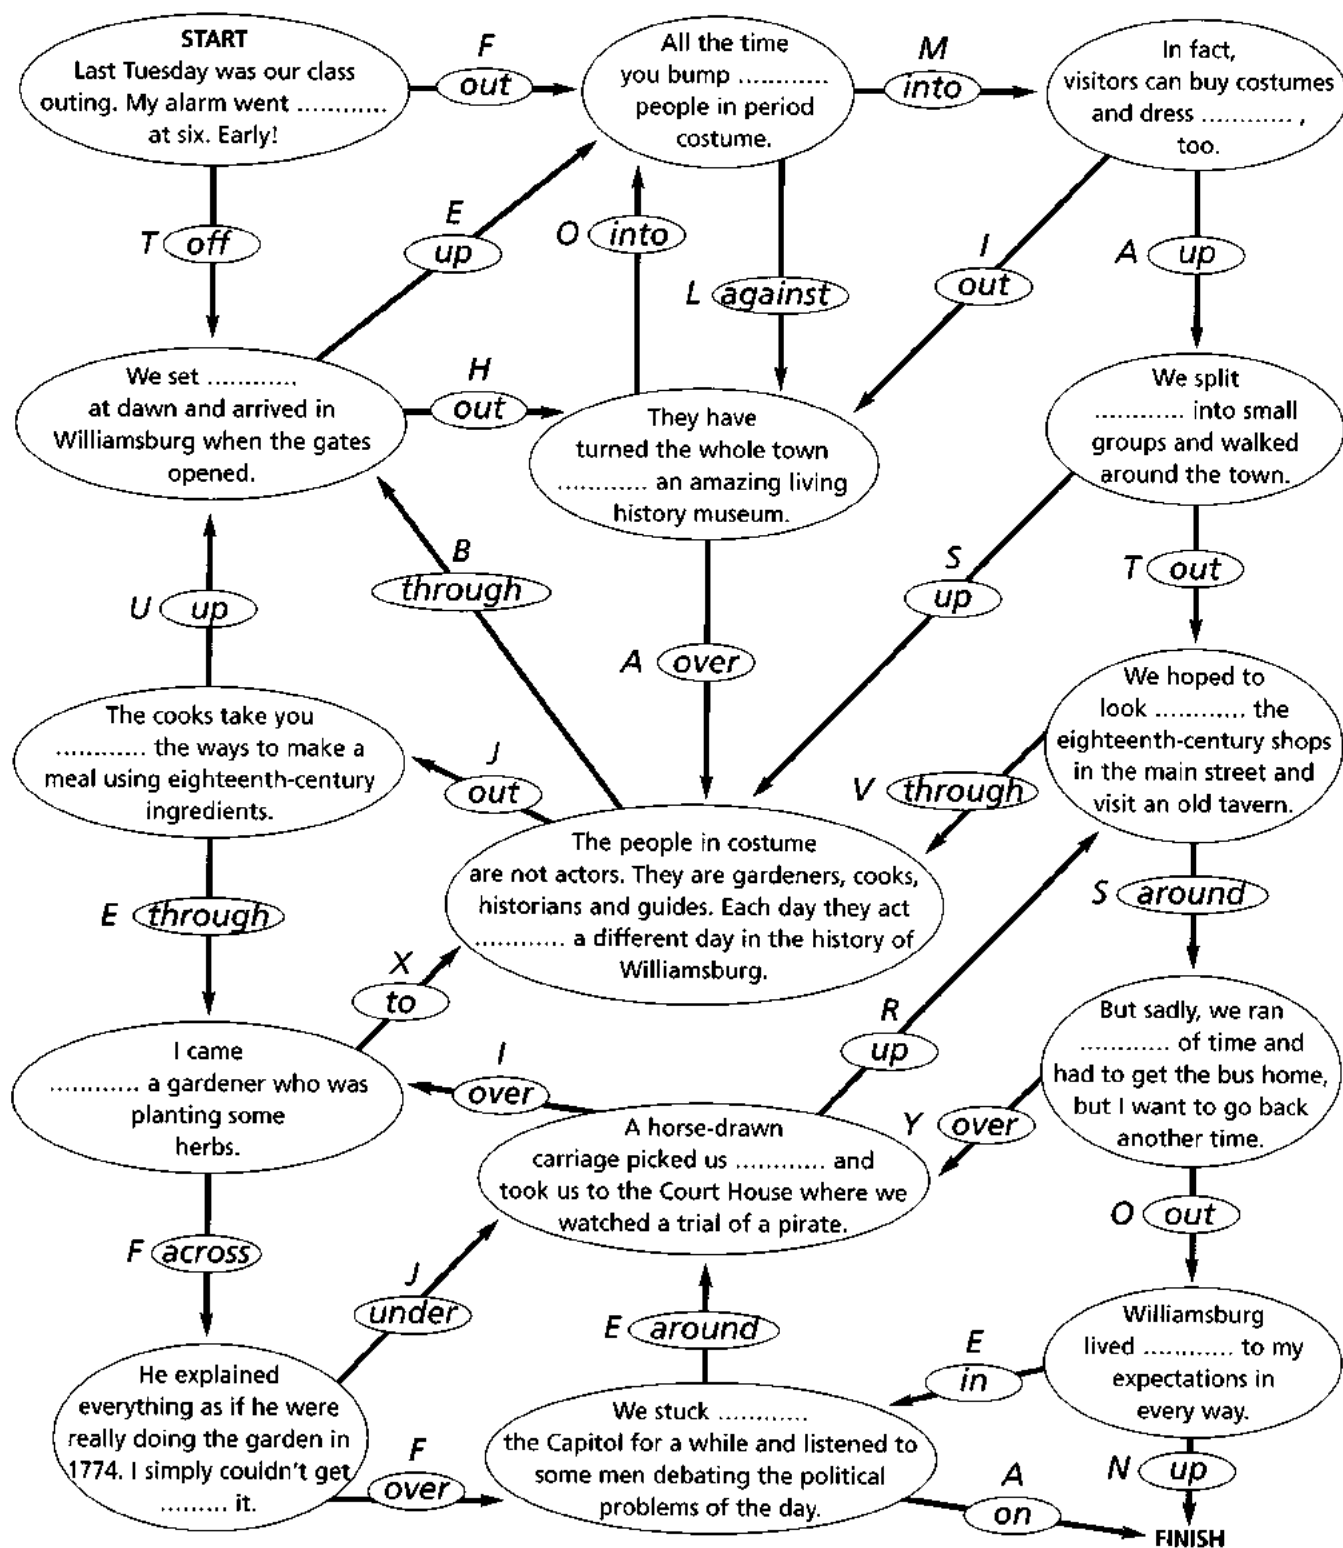 START
Last Tuesday was our class
outing. My alarm went ............
at six. Early!
F
out
All the time
you bump ............
people in period
costume.
M
into
In fact,
visitors can buy costumes
and dress ............ ,
too.
T off
E
up
O into
L against
I
out
A up
We set ............
at dawn and arrived in
Williamsburg when the gates
opened.
H
out
They have
turned the whole town
............ an amazing living
history museum.
We split
............ into small
groups and walked
around the town.
B
through
S
up
T out
U up
A over
The cooks take you
............ the ways to make a
meal using eighteenth-century
ingredients.
J
out
V through
We hoped to
look ............ the
eighteenth-century shops
in the main street and
visit an old tavern.
The people in costume
are not actors. They are gardeners, cooks,
historians and guides. Each day they act
............ a different day in the history of
Williamsburg.
E through
S around
X
to
R
up
I came
............ a gardener who was
planting some
herbs.
I
over
But sadly, we ran
............ of time and
had to get the bus home,
but I want to go back
another time.
Y over
A horse-drawn
carriage picked us ............ and
took us to the Court House where we
watched a trial of a pirate.
F across
O out
J
under
E around
Williamsburg
lived ............ to my
expectations in
every way.
E
in
He explained
everything as if he were
really doing the garden in
1774. I simply couldn't get
......... it.
F
over
We stuck ............
the Capitol for a while and listened to
some men debating the political
problems of the day.
A
on
N up
FINISH